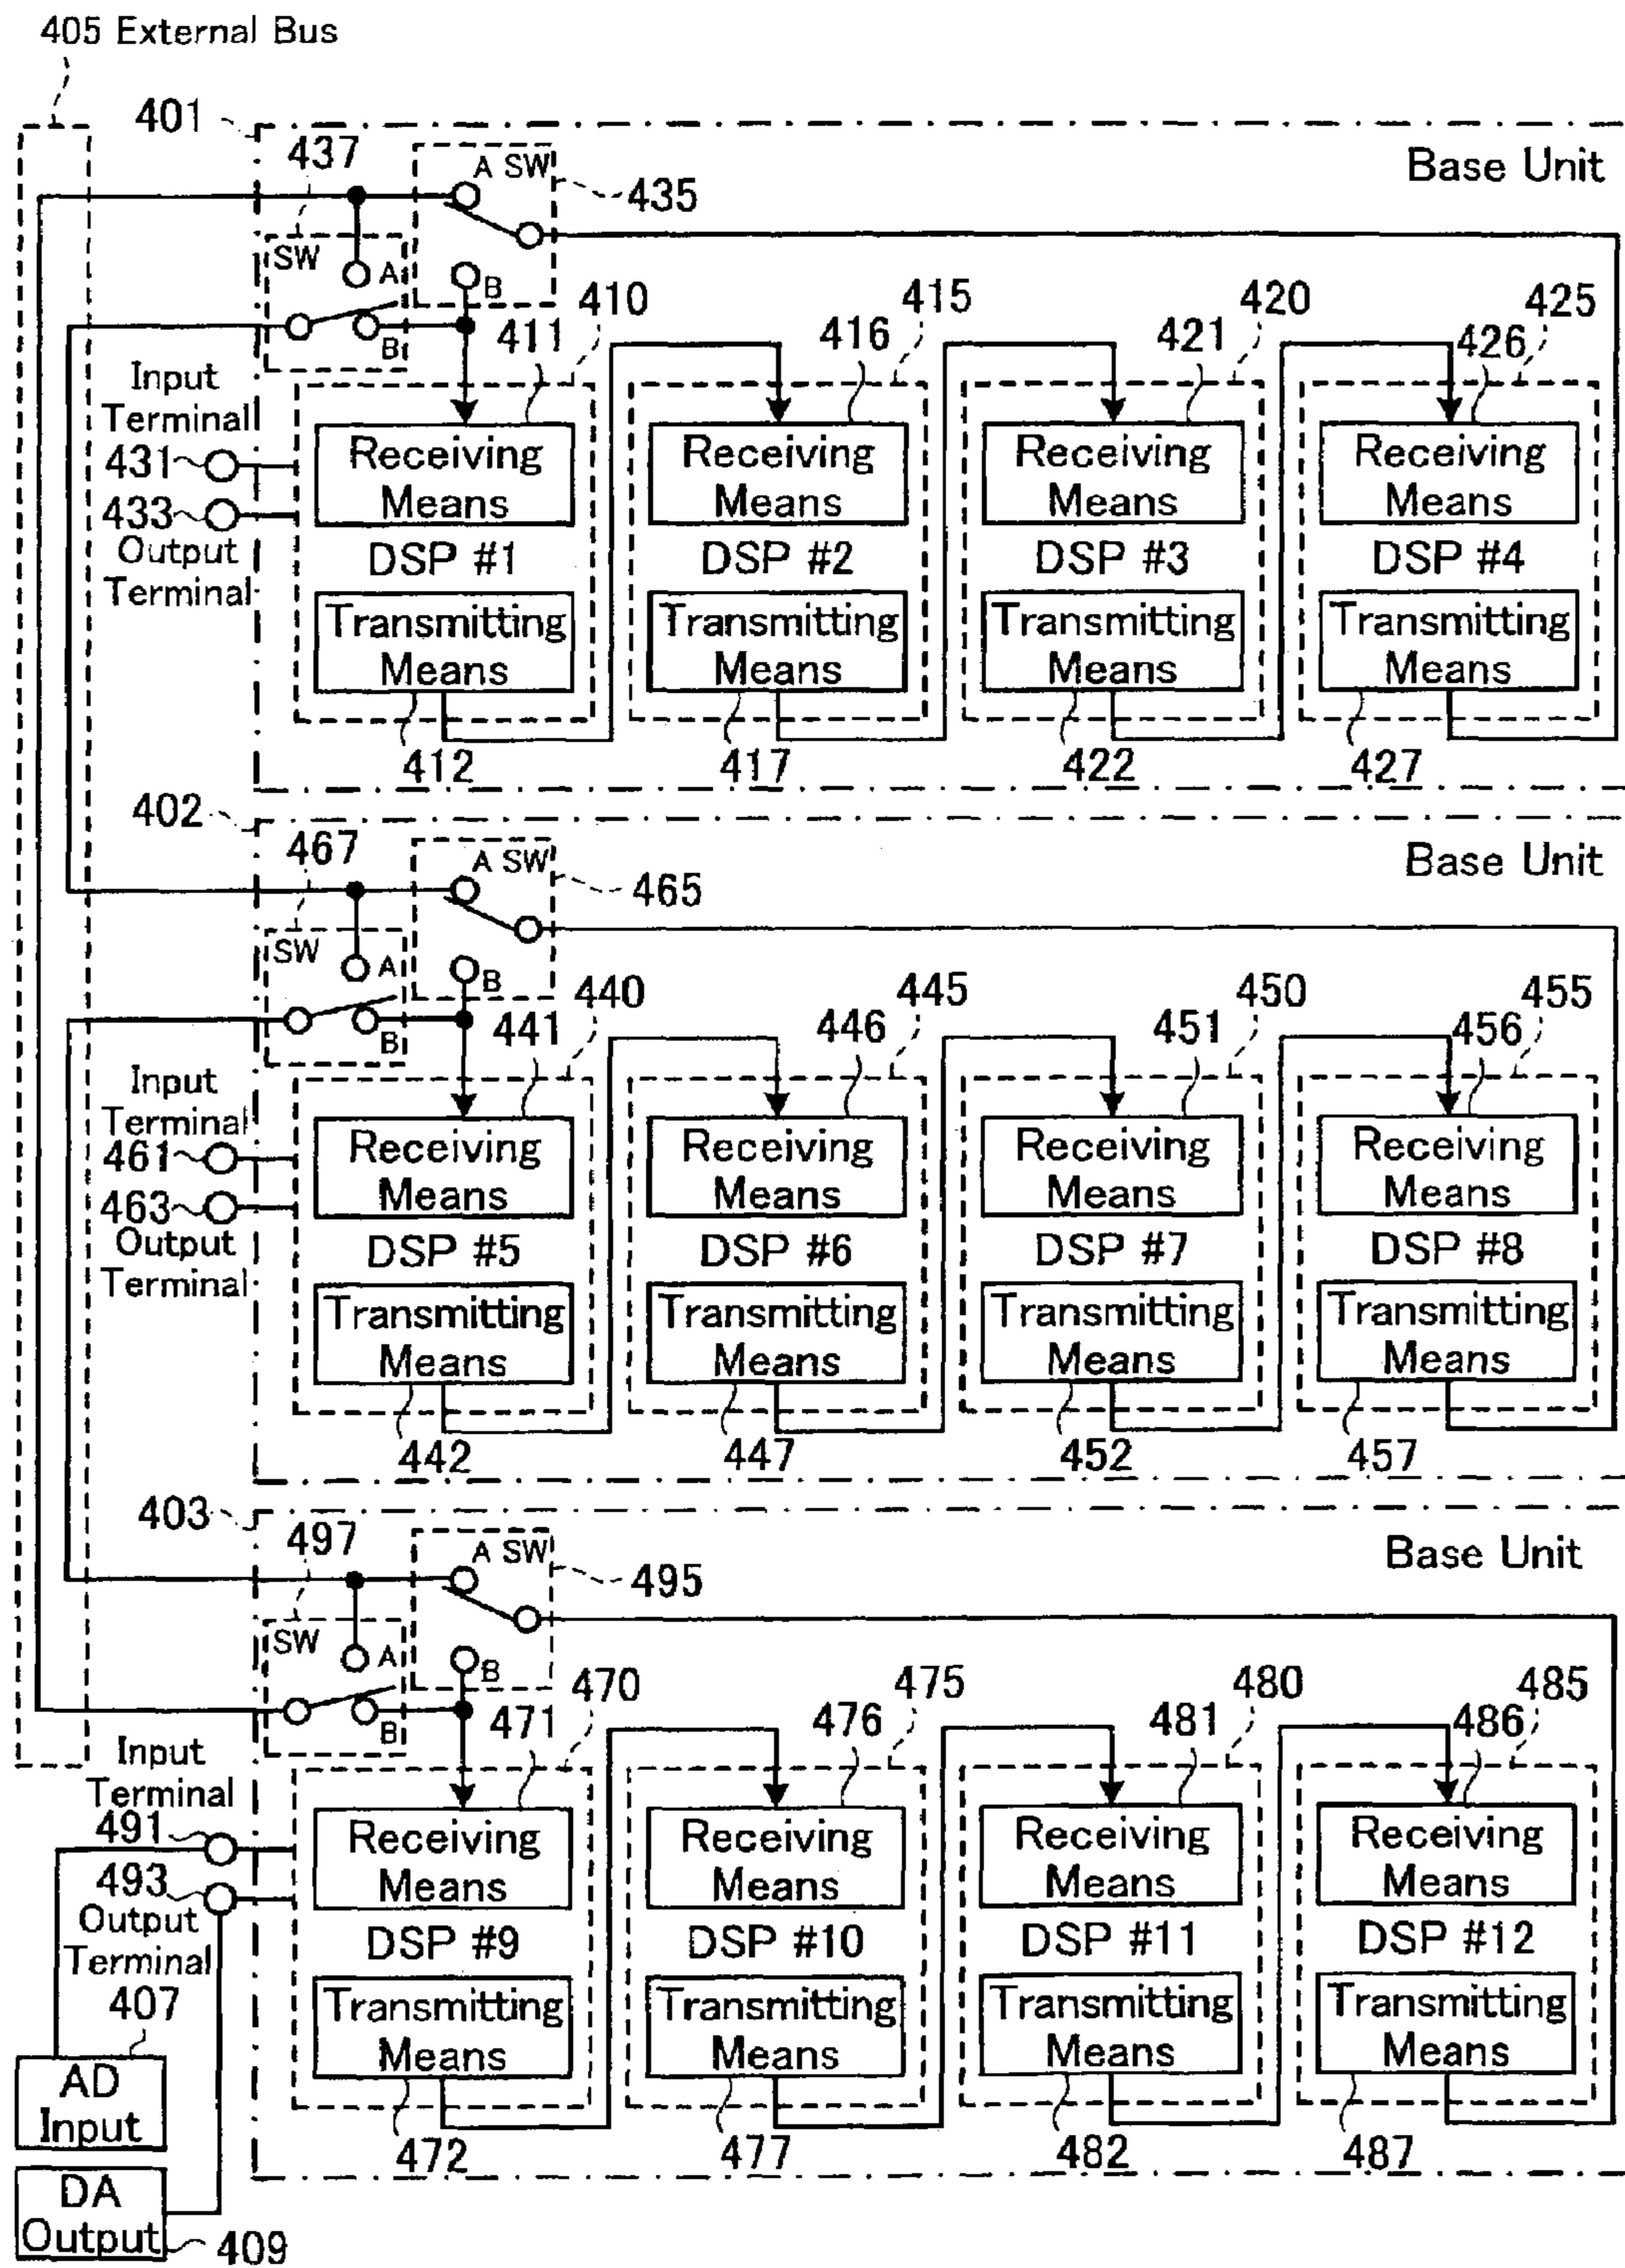 405 External Bus
401
437
A SW
435
Base Unit
SW
A
B
B
410
411
415
416
420
421
425
426
Input
Terminal
431
433
Output
Terminal
Receiving
Means
DSP #1
Transmitting
Means
Receiving
Means
DSP #2
Transmitting
Means
Receiving
Means
DSP #3
Transmitting
Means
Receiving
Means
DSP #4
Transmitting
Means
412
417
422
427
402
467
A SW
465
Base Unit
SW
A
B
B
440
441
445
446
450
451
455
456
Input
Terminal
461
463
Output
Terminal
Receiving
Means
DSP #5
Transmitting
Means
Receiving
Means
DSP #6
Transmitting
Means
Receiving
Means
DSP #7
Transmitting
Means
Receiving
Means
DSP #8
Transmitting
Means
442
447
452
457
403
497
A SW
495
Base Unit
SW
A
B
B
470
471
475
476
480
481
485
486
Input
Terminal
491
493
Output
Terminal
Receiving
Means
DSP #9
Transmitting
Means
Receiving
Means
DSP #10
Transmitting
Means
Receiving
Means
DSP #11
Transmitting
Means
Receiving
Means
DSP #12
Transmitting
Means
472
477
482
487
407
AD
Input
DA
Output
409